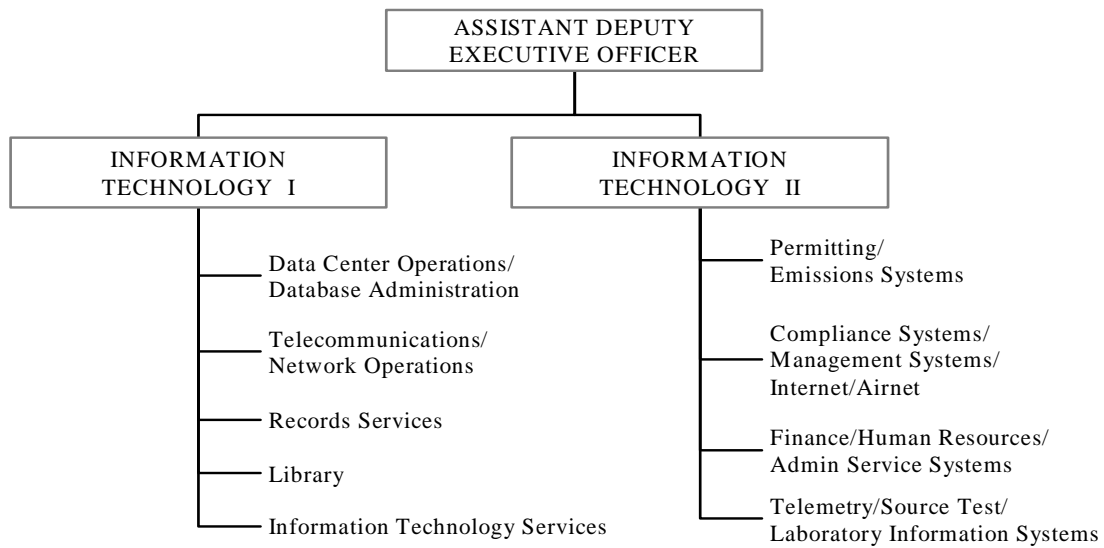 ASSISTANT DEPUTY
EXECUTIVE OFFICER
INFORMATION
TECHNOLOGY I
Data Center Operations/
Database Administration
Telecommunications/
Network Operations
Records Services
Library
Information Technology Services
INFORMATION
TECHNOLOGY II
Permitting/
Emissions Systems
Compliance Systems/
Management Systems/
Internet/Airnet
Finance/Human Resources/
Admin Service Systems
Telemetry/Source Test/
Laboratory Information Systems